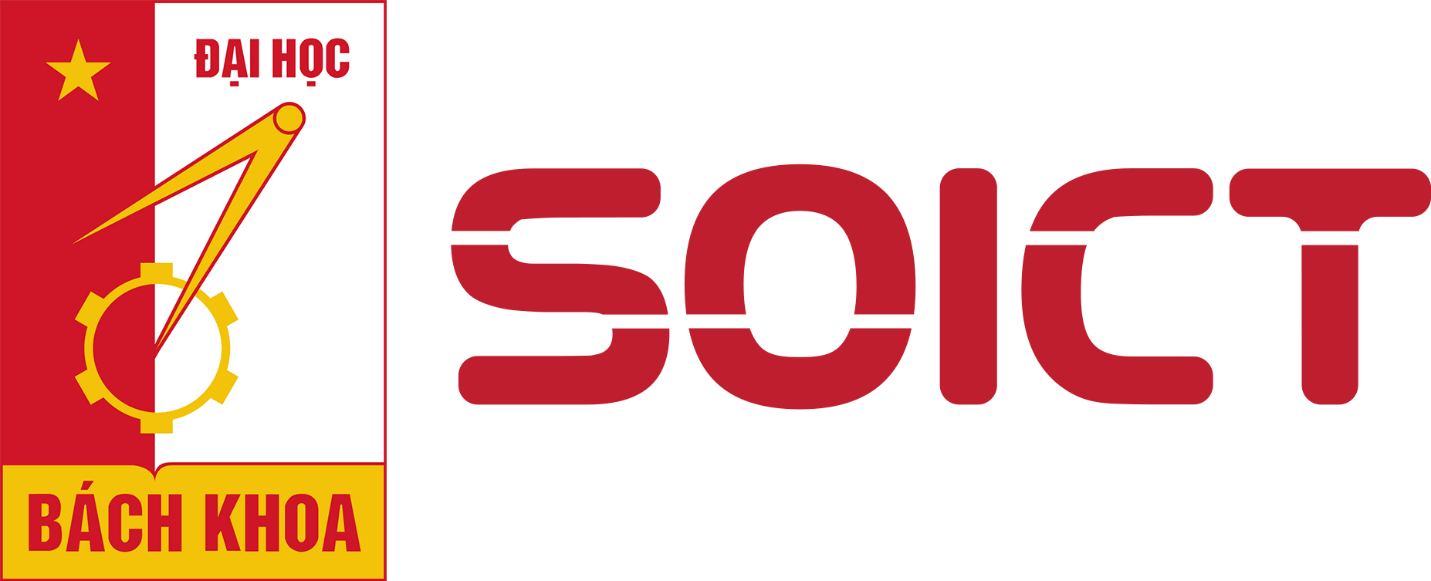 ĐẠI HỌC
BÁCH KHOA
SOICT